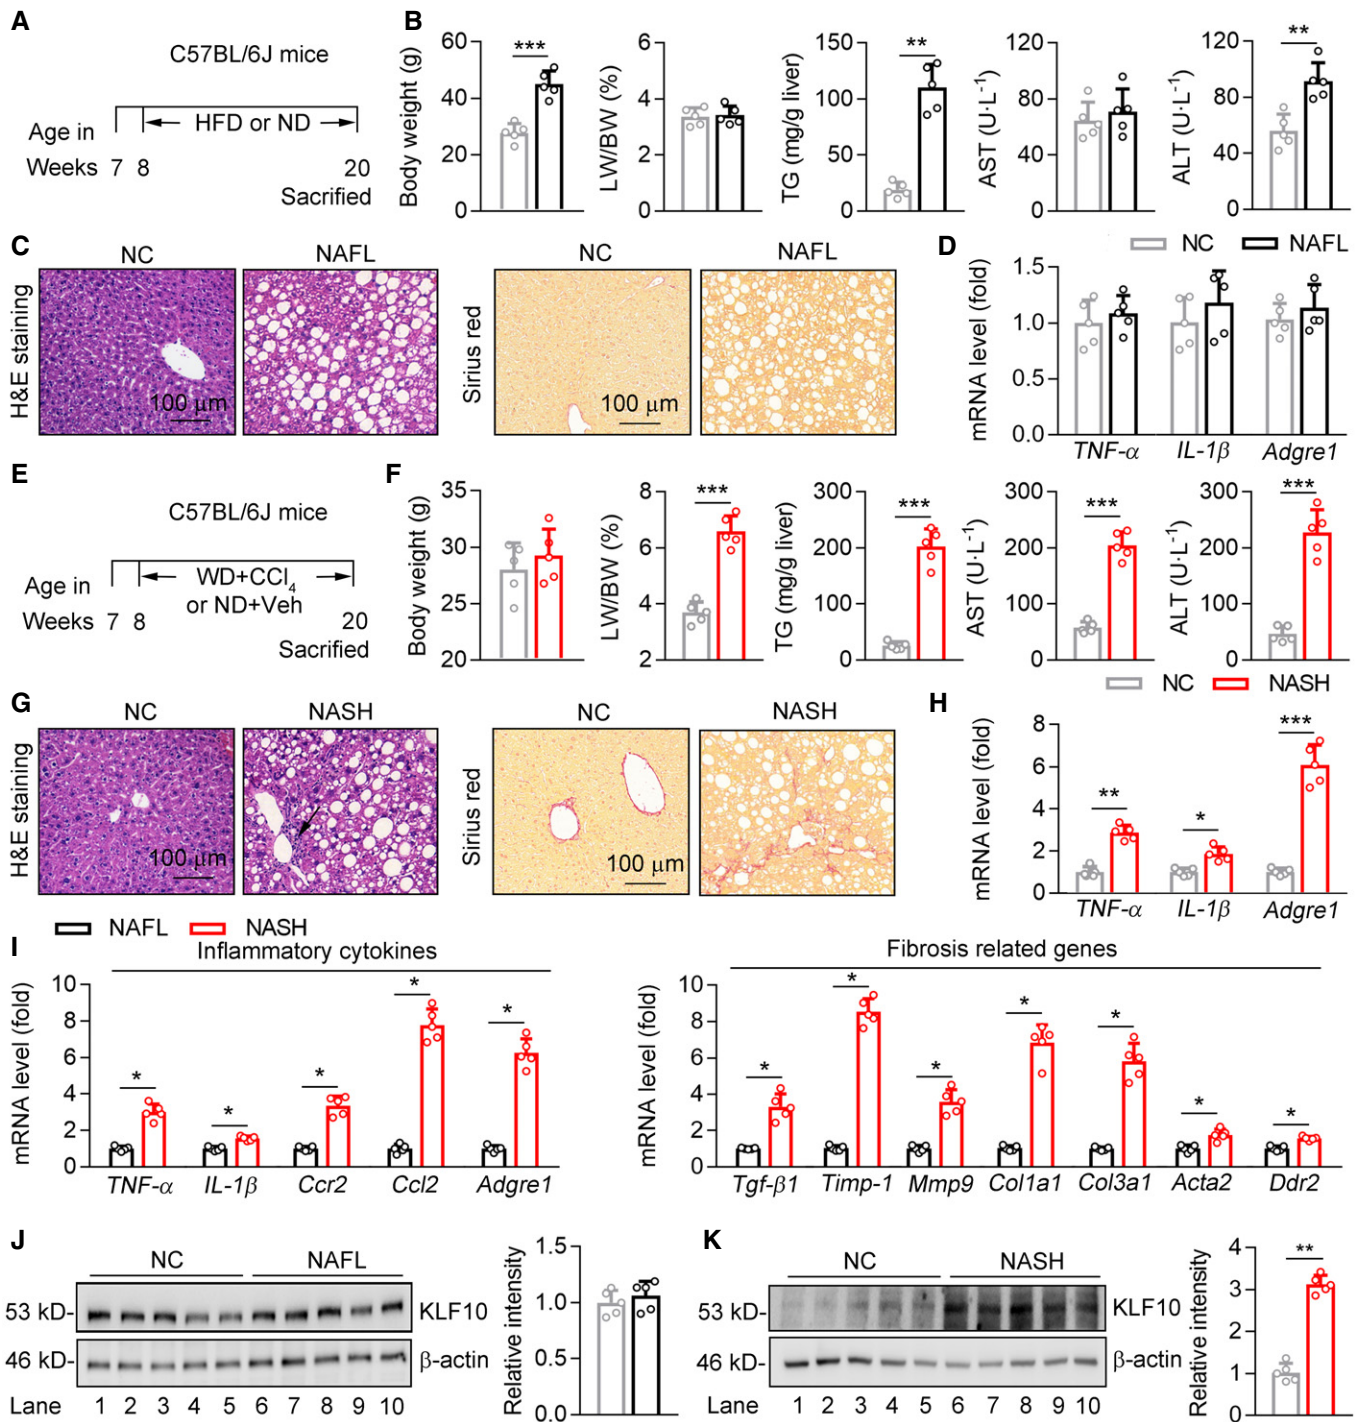 A
C57BL/6J mice
HFD or ND
Age in
Weeks 7 8 20
Sacrified
B
Body weight (g)
60
40
20
0
***
LW/BW (%)
6
4
2
0
TG (mg/g liver)
150
100
50
0
**
AST (U·L⁻¹)
120
80
40
0
ALT (U·L⁻¹)
120
80
40
0
**
NC NAFL
C
NC NAFL
H&E staining
100 μm
NC NAFL
Sirius red
100 μm
D
mRNA level (fold)
1.5
1.0
0.5
0.0
TNF-α IL-1β Adgre1
E
C57BL/6J mice
WD+CCl₄
or ND+Veh
Age in
Weeks 7 8 20
Sacrified
F
Body weight (g)
35
30
25
20
LW/BW (%)
8
6
4
2
***
TG (mg/g liver)
300
200
100
0
***
AST (U·L⁻¹)
300
200
100
0
***
ALT (U·L⁻¹)
300
200
100
0
***
NC NASH
G
NC NASH
H&E staining
100 μm
NC NASH
Sirius red
100 μm
H
mRNA level (fold)
8
6
4
2
0
** * ***
TNF-α IL-1β Adgre1
NAFL NASH
I
Inflammatory cytokines
mRNA level (fold)
10
8
6
4
2
0
* * * * *
TNF-α IL-1β Ccr2 Ccl2 Adgre1
Fibrosis related genes
mRNA level (fold)
10
8
6
4
2
0
* * * * * * *
Tgf-β1 Timp-1 Mmp9 Col1a1 Col3a1 Acta2 Ddr2
J
NC NAFL
53 kD- KLF10
46 kD- β-actin
Lane 1 2 3 4 5 6 7 8 9 10
Relative intensity
1.5
1.0
0.5
0.0
K
NC NASH
53 kD- KLF10
46 kD- β-actin
Lane 1 2 3 4 5 6 7 8 9 10
Relative intensity
4
3
2
1
0
**